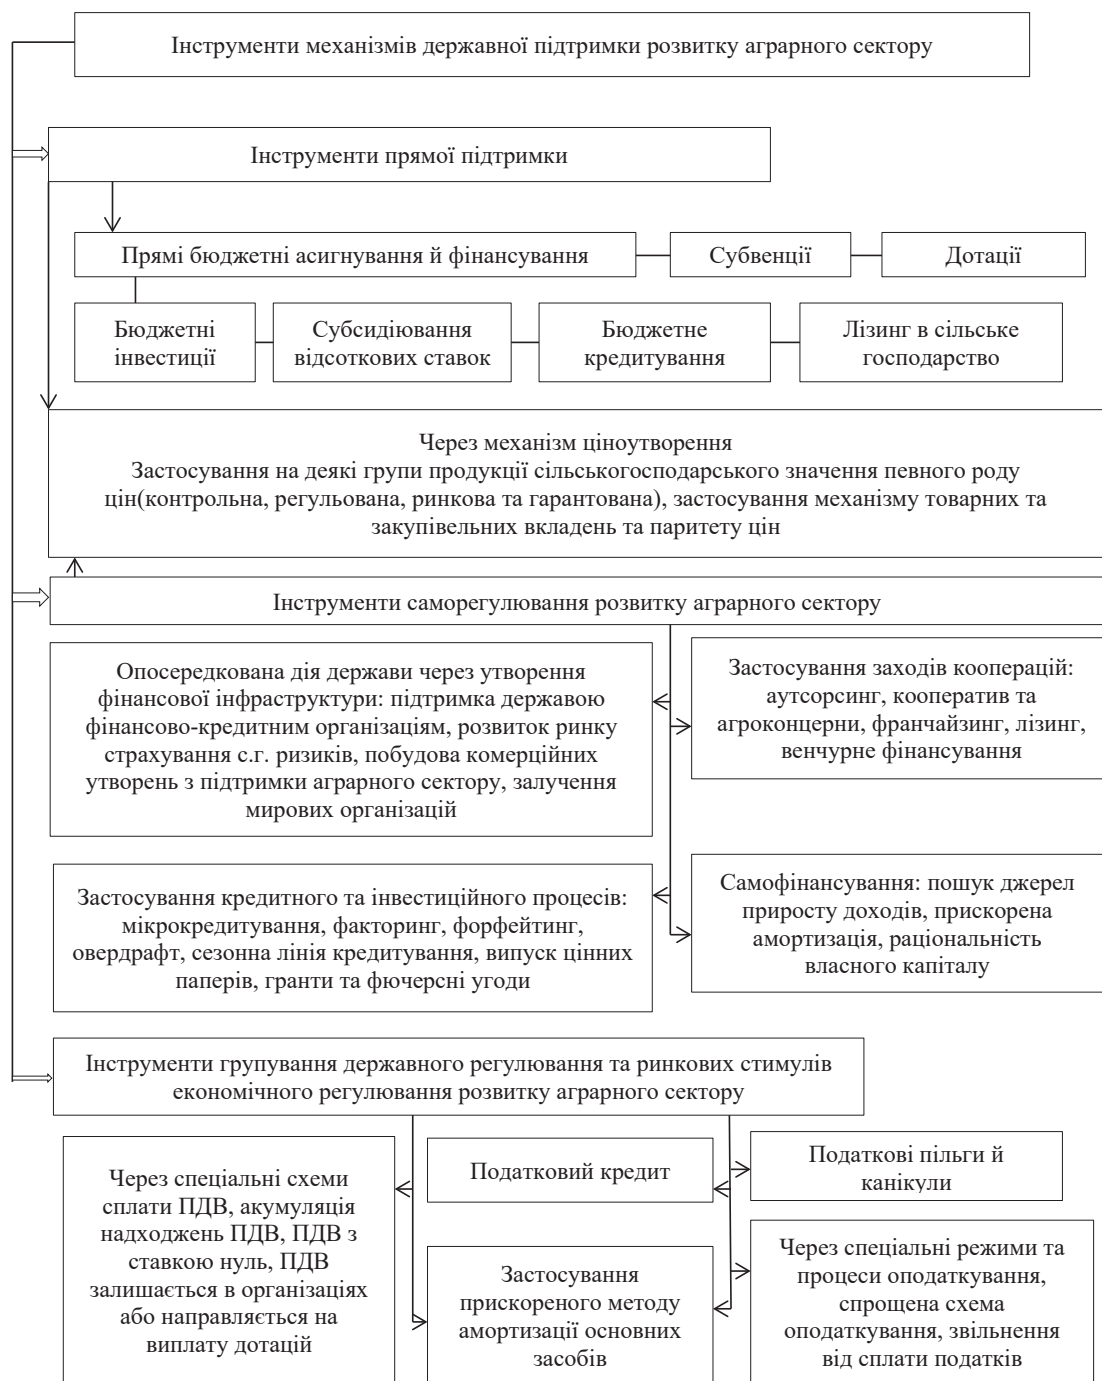 Інструменти механізмів державної підтримки розвитку аграрного сектору
Інструменти прямої підтримки
Прямі бюджетні асигнування й фінансування
Субвенції
Дотації
Бюджетні
інвестиції
Субсидіювання
відсоткових ставок
Бюджетне
кредитування
Лізинг в сільське
господарство
Через механізм ціноутворення
Застосування на деякі групи продукції сільськогосподарського значення певного роду
цін(контрольна, регульована, ринкова та гарантована), застосування механізму товарних та
закупівельних вкладень та паритету цін
Інструменти саморегулювання розвитку аграрного сектору
Опосередкована дія держави через утворення
фінансової інфраструктури: підтримка державою
фінансово-кредитним організаціям, розвиток ринку
страхування с.г. ризиків, побудова комерційних
утворень з підтримки аграрного сектору, залучення
мирових організацій
Застосування заходів кооперацій:
аутсорсинг, кооператив та
агроконцерни, франчайзинг, лізинг,
венчурне фінансування
Застосування кредитного та інвестиційного процесів:
мікрокредитування, факторинг, форфейтинг,
овердрафт, сезонна лінія кредитування, випуск цінних
паперів, гранти та фючерсні угоди
Самофінансування: пошук джерел
приросту доходів, прискорена
амортизація, раціональність
власного капіталу
Інструменти групування державного регулювання та ринкових стимулів
економічного регулювання розвитку аграрного сектору
Через спеціальні схеми
сплати ПДВ, акумуляція
надходжень ПДВ, ПДВ з
ставкою нуль, ПДВ
залишається в організаціях
або направляється на
виплату дотацій
Податковий кредит
Податкові пільги й
канікули
Застосування
прискореного методу
амортизації основних
засобів
Через спеціальні режими та
процеси оподаткування,
спрощена схема
оподаткування, звільнення
від сплати податків